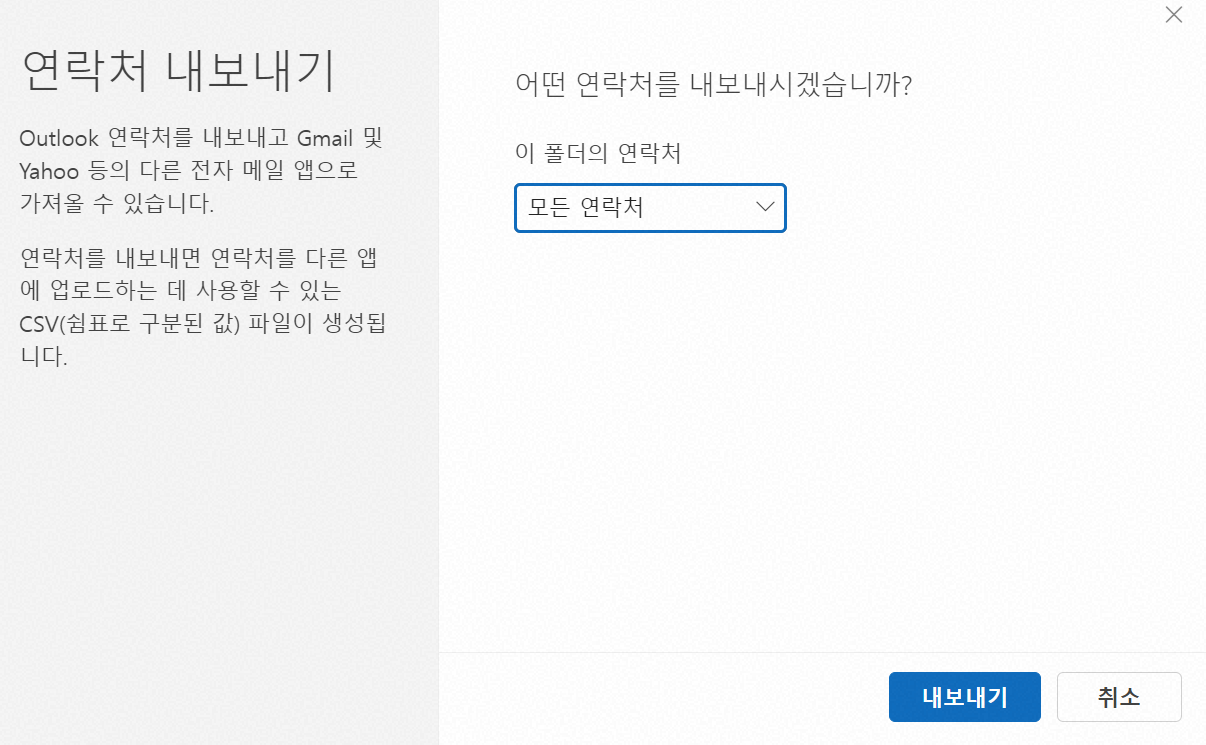 연락처 내보내기
Outlook 연락처를 내보내고 Gmail 및
Yahoo 등의 다른 전자 메일 앱으로
가져올 수 있습니다.
연락처를 내보내면 연락처를 다른 앱
에 업로드하는 데 사용할 수 있는
CSV(쉼표로 구분된 값) 파일이 생성됩
니다.
어떤 연락처를 내보내시겠습니까?
이 폴더의 연락처
모든 연락처
내보내기
취소